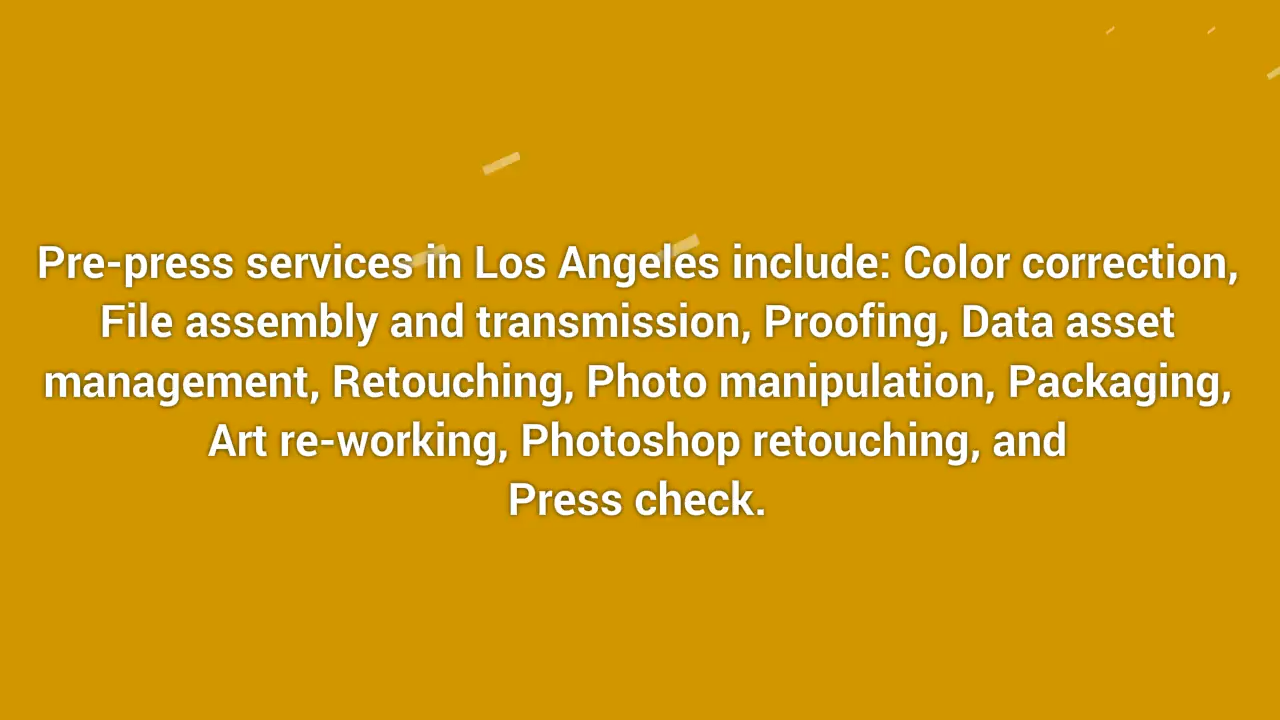 Pre-press services in Los Angeles include: Color correction,
File assembly and transmission, Proofing, Data asset
management, Retouching, Photo manipulation, Packaging,
Art re-working, Photoshop retouching, and
Press check.